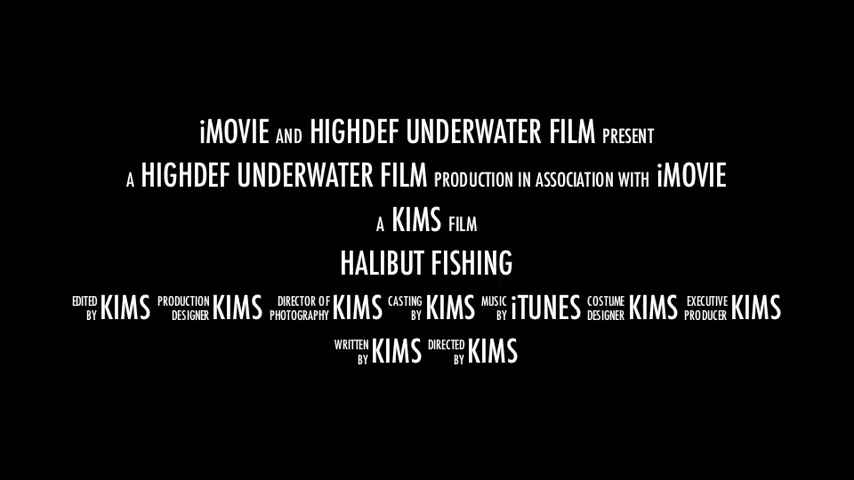 iMOVIE AND HIGHDEF UNDERWATER FILM PRESENT
A HIGHDEF UNDERWATER FILM PRODUCTION IN ASSOCIATION WITH iMOVIE
A KIMS FILM
HALIBUT FISHING
EDITED BY KIMS PRODUCTION DESIGNER KIMS DIRECTOR OF PHOTOGRAPHY KIMS CASTING BY KIMS MUSIC BY iTUNES COSTUME DESIGNER KIMS EXECUTIVE PRODUCER KIMS
WRITTEN BY KIMS DIRECTED BY KIMS